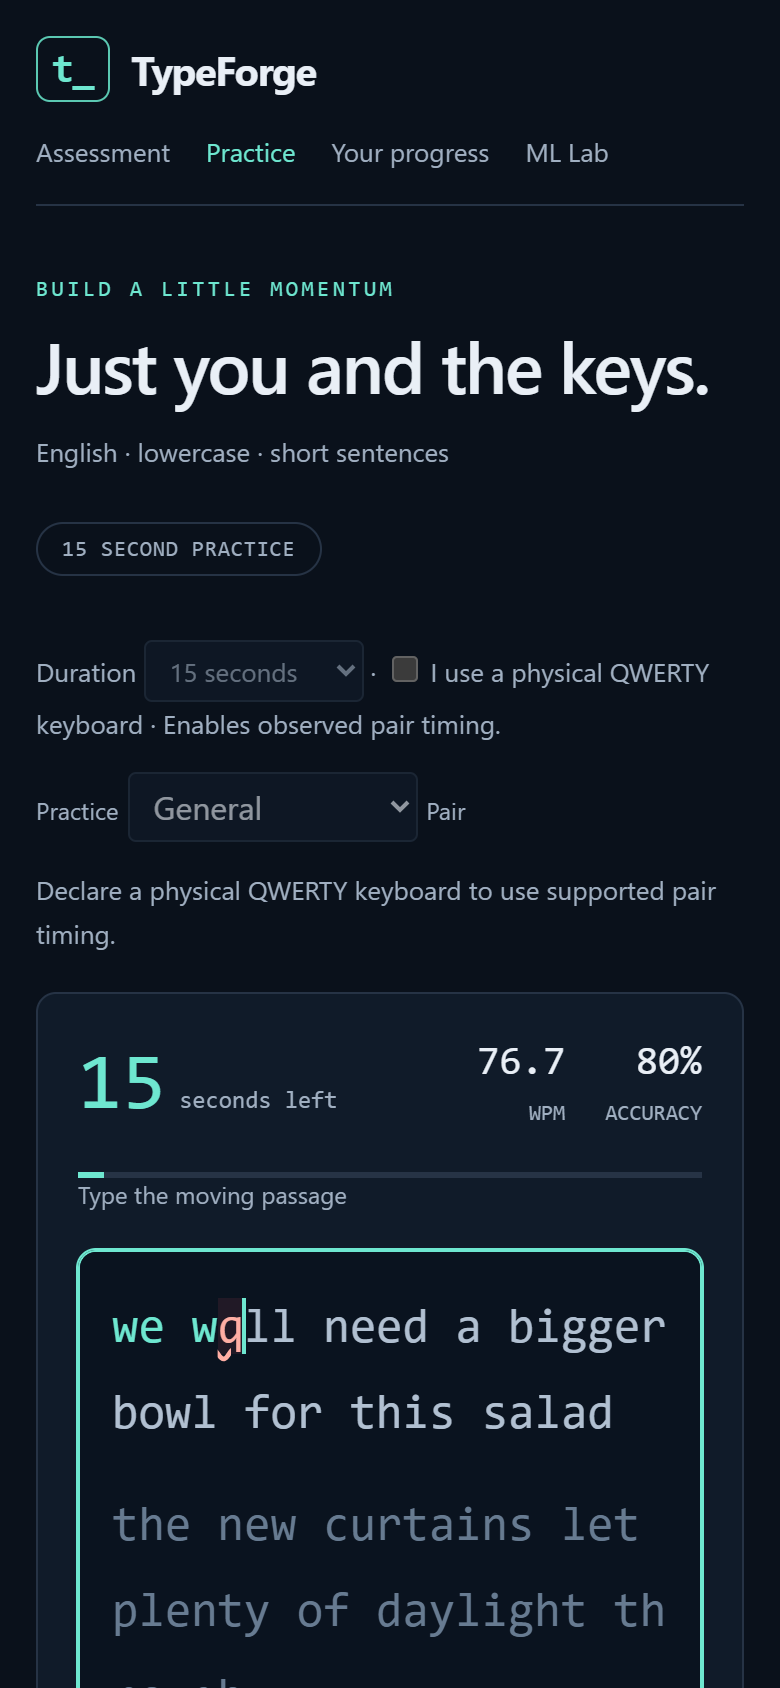 t_ TypeForge
Assessment Practice Your progress ML Lab
BUILD A LITTLE MOMENTUM
Just you and the keys.
English · lowercase · short sentences
15 SECOND PRACTICE
Duration 15 seconds · I use a physical QWERTY
keyboard · Enables observed pair timing.
Practice General Pair
Declare a physical QWERTY keyboard to use supported pair
timing.
15 seconds left 76.7 WPM 80% ACCURACY
Type the moving passage
we wqll need a bigger
bowl for this salad
the new curtains let
plenty of daylight th